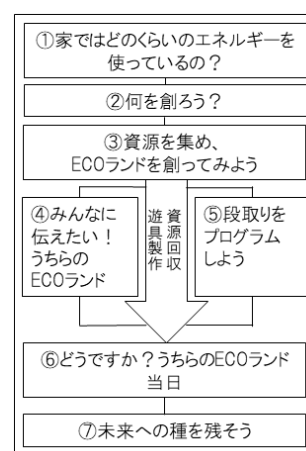 ①家ではどのくらいのエネルギーを
使っているの？
②何を創ろう？
③資源を集め、
ECOランドを創ってみよう
④みんなに
伝えたい！
うちらの
ECOランド
資源回収
遊具製作
⑤段取りを
プログラム
しよう
⑥どうですか？うちらのECOランド
当日
⑦未来への種を残そう